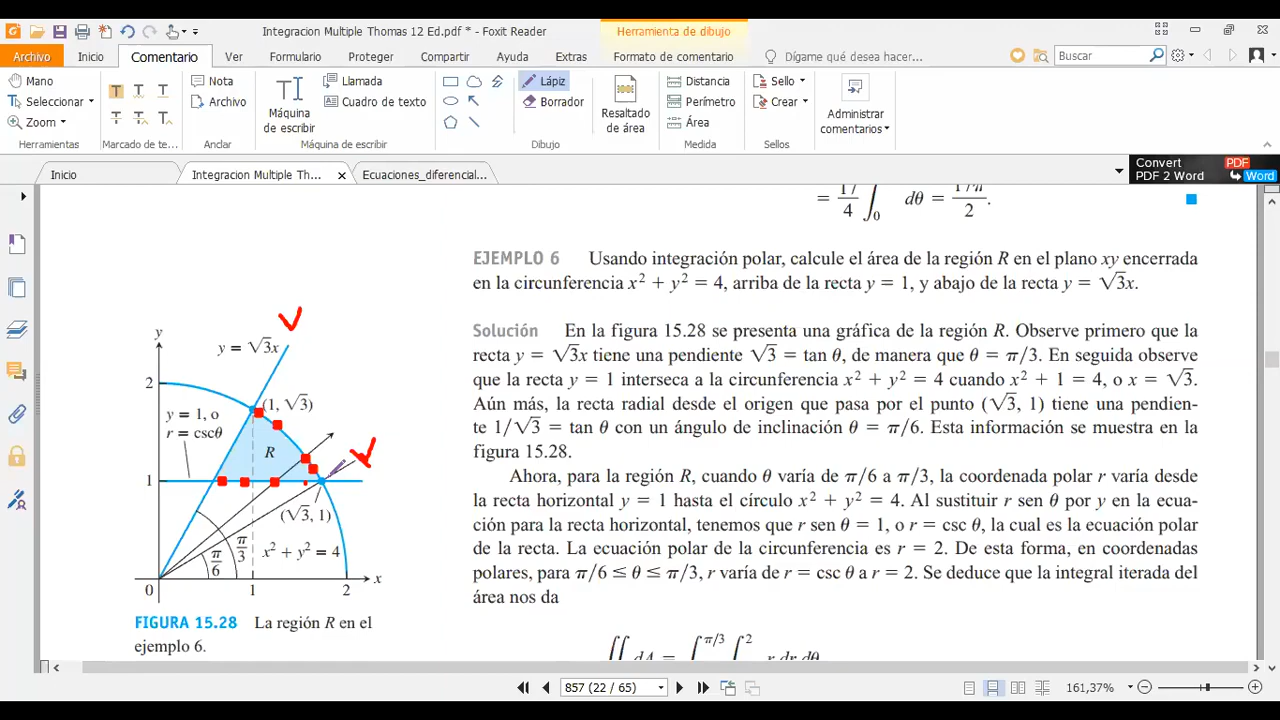 Integracion Multiple Thomas 12 Ed.pdf * - Foxit Reader
Herramienta de dibujo
Archivo Inicio Comentario Ver Formulario Proteger Compartir Ayuda Extras Formato de comentario Dígame qué desea hacer... Buscar
Mano
Seleccionar
Zoom
Herramientas
Marcado de te...
Nota
Archivo
Anclar
Máquina
de escribir
Llamada
Cuadro de texto
Máquina de escribir
Lápiz
Borrador
Dibujo
Resaltado
de área
Distancia
Perímetro
Área
Medida
Sello
Crear
Sellos
Administrar
comentarios
Inicio
Integracion Multiple Th...
Ecuaciones_diferencial...
Convert PDF
PDF 2 Word Word
= 17/4 ∫₀ dθ = 17π/2.
EJEMPLO 6 Usando integración polar, calcule el área de la región R en el plano xy encerrada
en la circunferencia x² + y² = 4, arriba de la recta y = 1, y abajo de la recta y = √3x.
Solución En la figura 15.28 se presenta una gráfica de la región R. Observe primero que la
recta y = √3x tiene una pendiente √3 = tan θ, de manera que θ = π/3. En seguida observe
que la recta y = 1 interseca a la circunferencia x² + y² = 4 cuando x² + 1 = 4, o x = √3.
Aún más, la recta radial desde el origen que pasa por el punto (√3, 1) tiene una pendien-
te 1/√3 = tan θ con un ángulo de inclinación θ = π/6. Esta información se muestra en la
figura 15.28.
Ahora, para la región R, cuando θ varía de π/6 a π/3, la coordenada polar r varía desde
la recta horizontal y = 1 hasta el círculo x² + y² = 4. Al sustituir r sen θ por y en la ecua-
ción para la recta horizontal, tenemos que r sen θ = 1, o r = csc θ, la cual es la ecuación polar
de la recta. La ecuación polar de la circunferencia es r = 2. De esta forma, en coordenadas
polares, para π/6 ≤ θ ≤ π/3, r varía de r = csc θ a r = 2. Se deduce que la integral iterada del
área nos da
∬ dA = ∫^π/3 ∫^2 r dr dθ
y
y = √3x
2
(1, √3)
y = 1, o
r = cscθ
R
1
(√3, 1)
π/3
π/6
x² + y² = 4
0 1 2 x
FIGURA 15.28 La región R en el
ejemplo 6.
857 (22 / 65)
161,37%